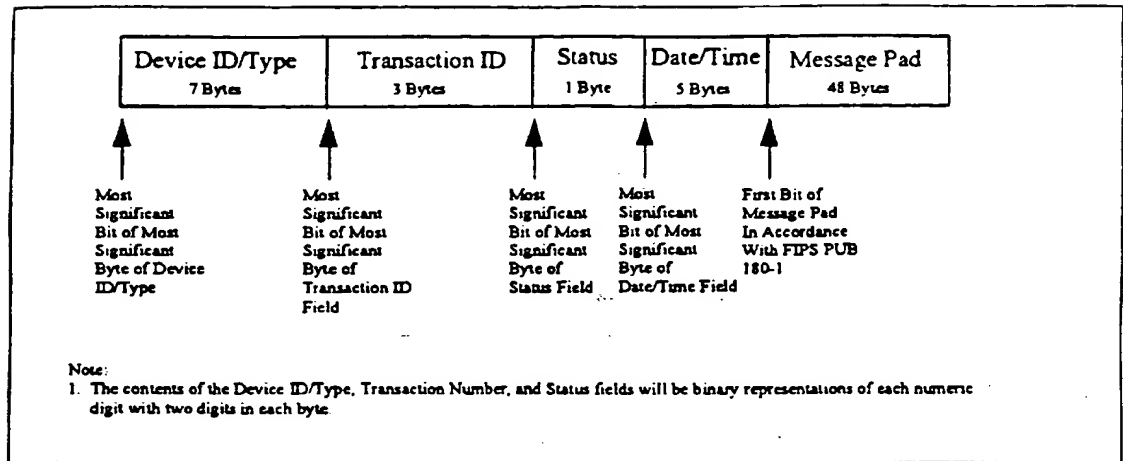 Device ID/Type Transaction ID Status Date/Time Message Pad
7 Bytes 3 Bytes 1 Byte 5 Bytes 48 Bytes
Most
Significant
Bit of Most
Significant
Byte of Device
ID/Type
Most
Significant
Bit of Most
Significant
Byte of
Transaction ID
Field
Most
Significant
Bit of Most
Significant
Byte of
Status Field
Most
Significant
Bit of Most
Significant
Byte of
Date/Time Field
First Bit of
Message Pad
In Accordance
With FIPS PUB
180-1
Note:
1. The contents of the Device ID/Type, Transaction Number, and Status fields will be binary representations of each numeric
digit with two digits in each byte.